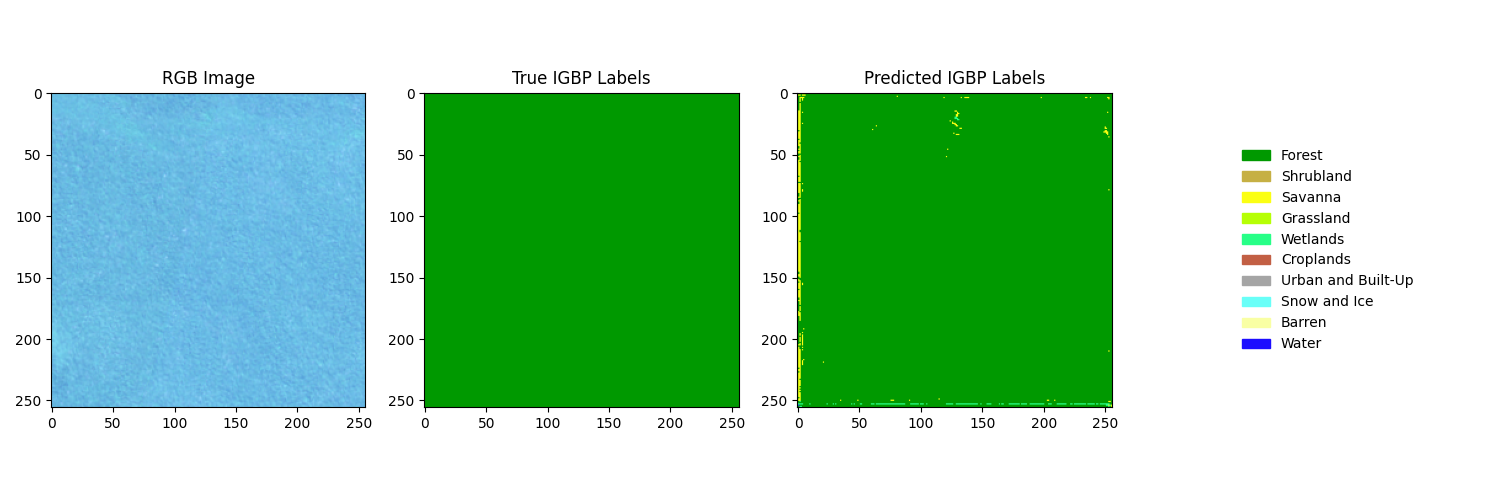 RGB Image
True IGBP Labels
Predicted IGBP Labels
0
50
100
150
200
250
0 50 100 150 200 250
0
50
100
150
200
250
0 50 100 150 200 250
0
50
100
150
200
250
0 50 100 150 200 250
Forest
Shrubland
Savanna
Grassland
Wetlands
Croplands
Urban and Built-Up
Snow and Ice
Barren
Water